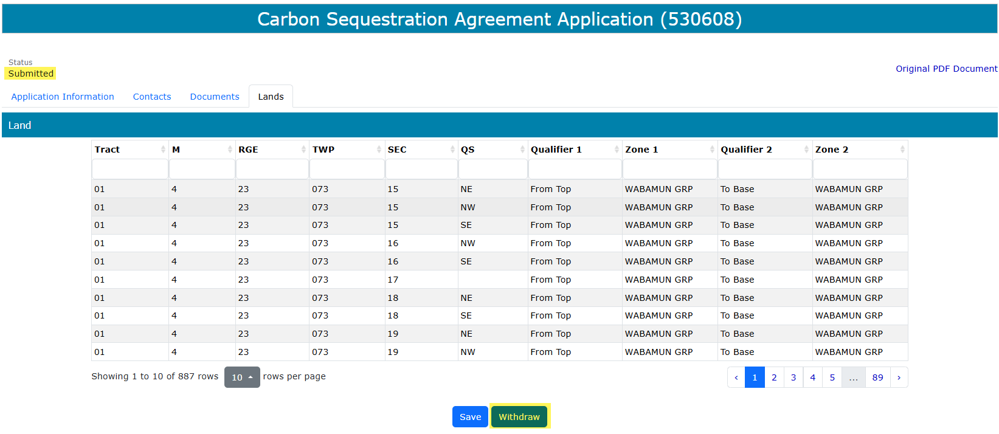 Carbon Sequestration Agreement Application (530608)
Status
Submitted
Original PDF Document
Application Information Contacts Documents Lands
Land
Tract M RGE TWP SEC QS Qualifier 1 Zone 1 Qualifier 2 Zone 2
01 4 23 073 15 NE From Top WABAMUN GRP To Base WABAMUN GRP
01 4 23 073 15 NW From Top WABAMUN GRP To Base WABAMUN GRP
01 4 23 073 15 SE From Top WABAMUN GRP To Base WABAMUN GRP
01 4 23 073 16 NW From Top WABAMUN GRP To Base WABAMUN GRP
01 4 23 073 16 SE From Top WABAMUN GRP To Base WABAMUN GRP
01 4 23 073 17 From Top WABAMUN GRP To Base WABAMUN GRP
01 4 23 073 18 NE From Top WABAMUN GRP To Base WABAMUN GRP
01 4 23 073 18 SE From Top WABAMUN GRP To Base WABAMUN GRP
01 4 23 073 19 NE From Top WABAMUN GRP To Base WABAMUN GRP
01 4 23 073 19 NW From Top WABAMUN GRP To Base WABAMUN GRP
Showing 1 to 10 of 887 rows 10 rows per page ‹ 1 2 3 4 5 ... 89 ›
Save Withdraw